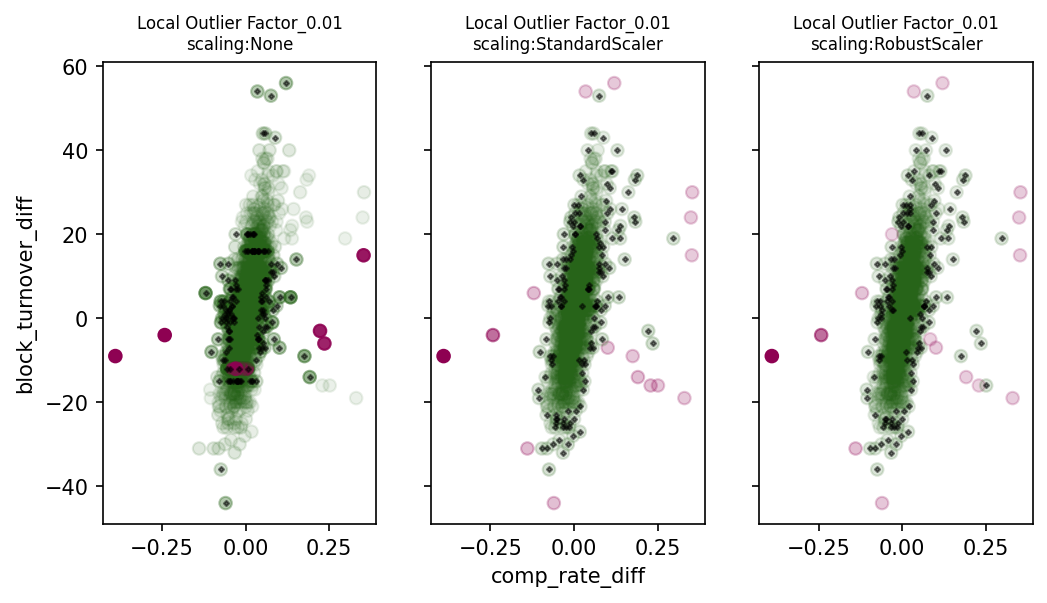 Local Outlier Factor_0.01
scaling:None
Local Outlier Factor_0.01
scaling:StandardScaler
Local Outlier Factor_0.01
scaling:RobustScaler
block_turnover_diff
60
40
20
0
−20
−40
−0.25 0.00 0.25
−0.25 0.00 0.25
−0.25 0.00 0.25
comp_rate_diff